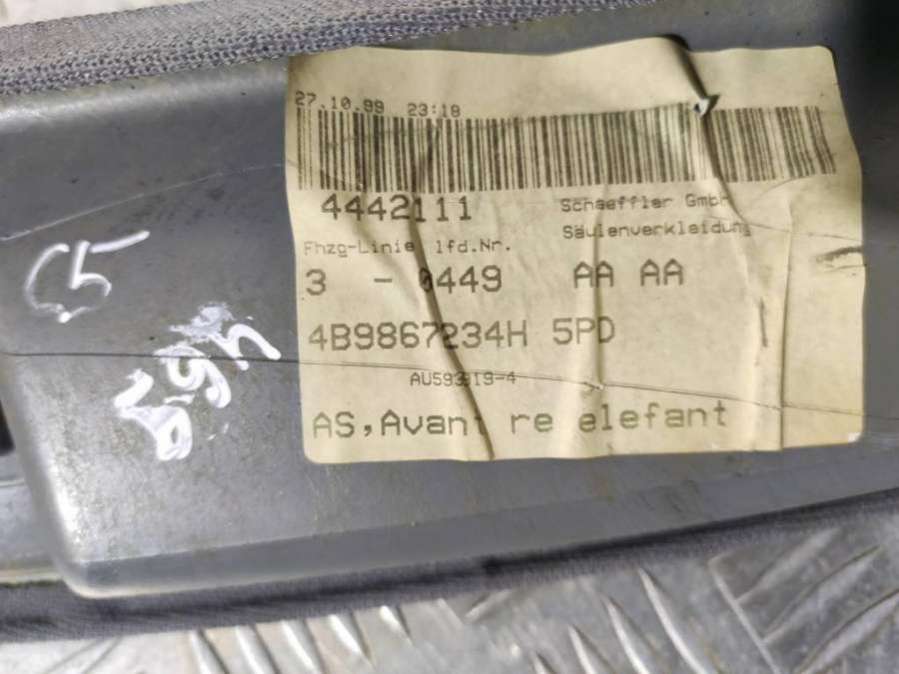 27.10.99 23:18
4442111
Schaeffler GmbH
Säulenverkleidung
Fhzg-Linie lfd.Nr.
3 - 0449 AA AA
4B9867234H 5PD
AS,Avant re elefant
C5